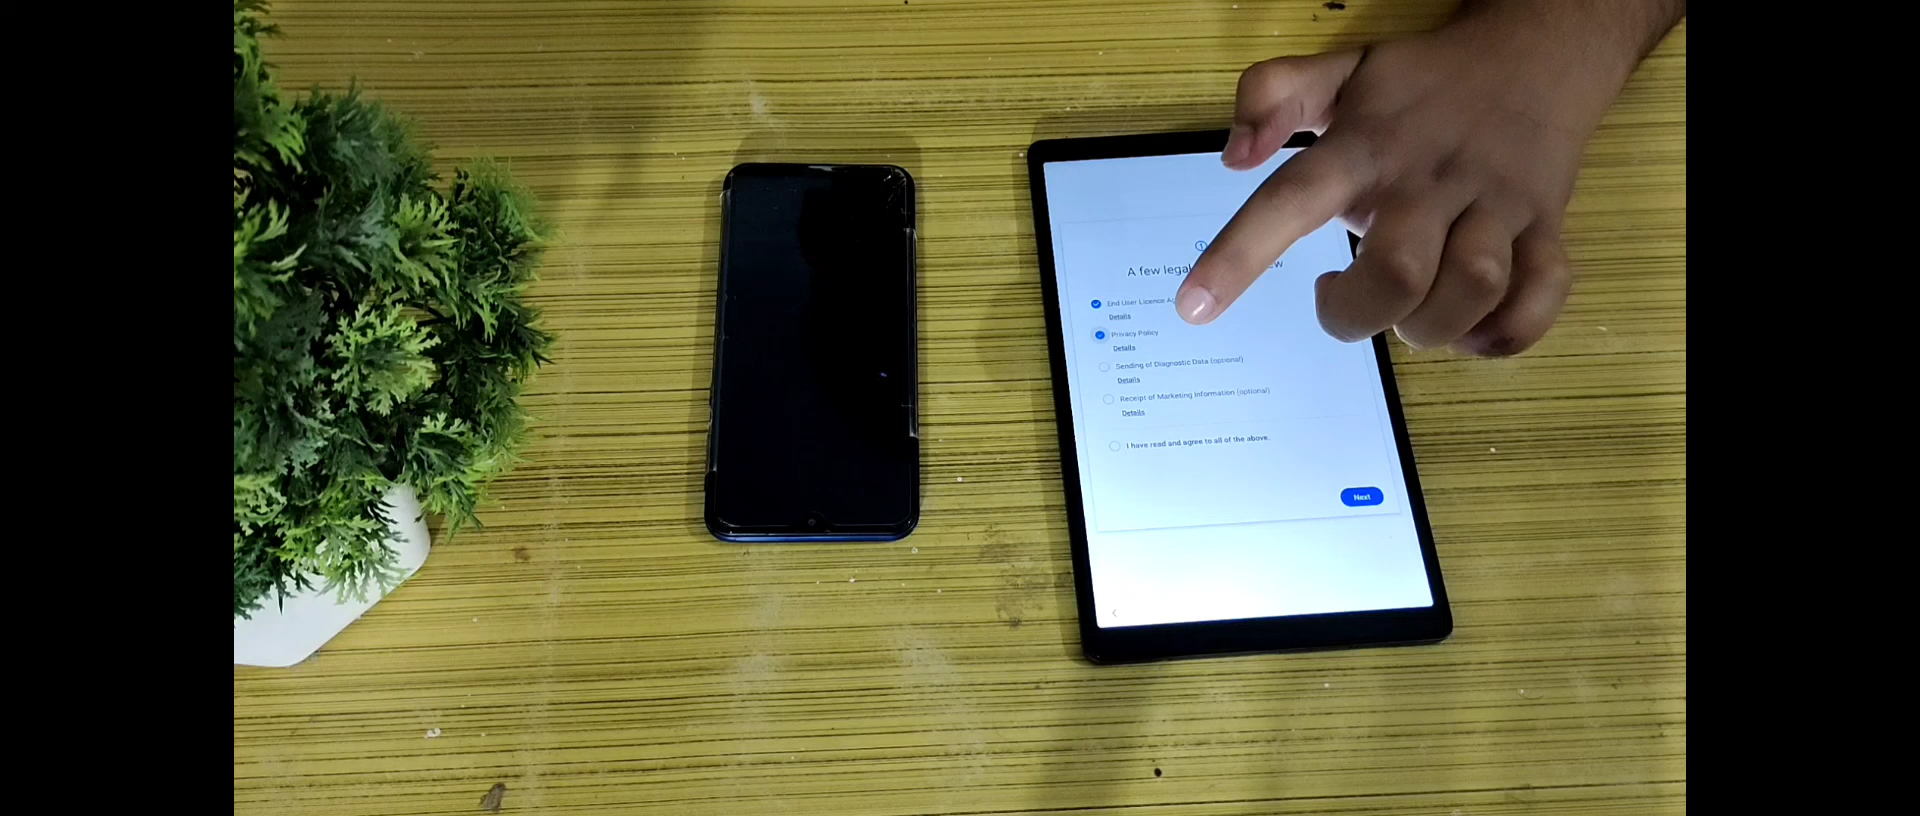 A few legal
End User Licence
Details
Privacy Policy
Details
Sending of Diagnostic Data (optional)
Details
Receipt of Marketing Information (optional)
Details
I have read and agree to all of the above.
Next